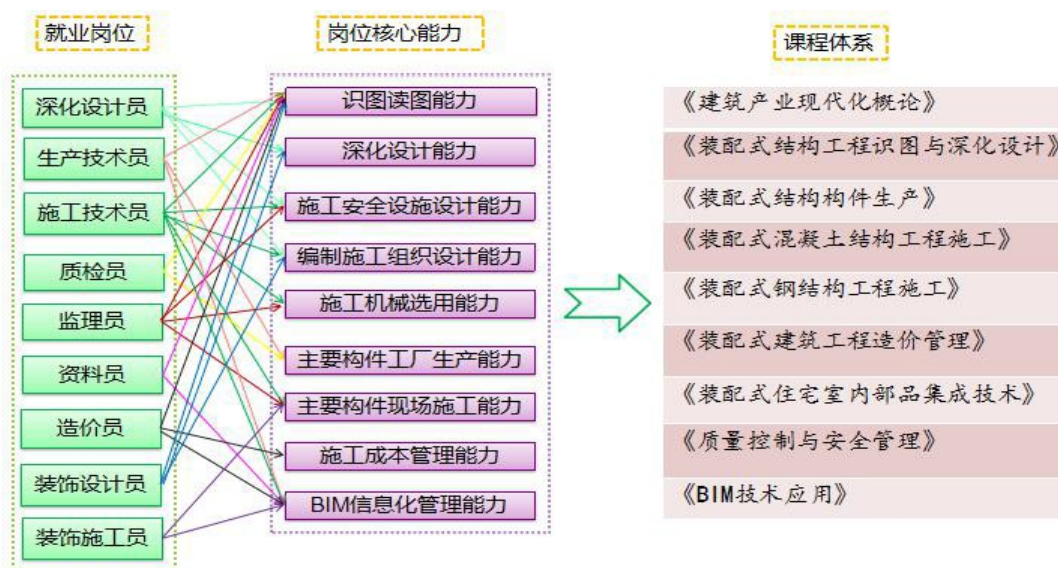 就业岗位
深化设计员
生产技术员
施工技术员
质检员
监理员
资料员
造价员
装饰设计员
装饰施工员
岗位核心能力
识图读图能力
深化设计能力
施工安全设施设计能力
编制施工组织设计能力
施工机械选用能力
主要构件工厂生产能力
主要构件现场施工能力
施工成本管理能力
BIM信息化管理能力
课程体系
《建筑产业现代化概论》
《装配式结构工程识图与深化设计》
《装配式结构构件生产》
《装配式混凝土结构工程施工》
《装配式钢结构工程施工》
《装配式建筑工程造价管理》
《装配式住宅室内部品集成技术》
《质量控制与安全管理》
《BIM技术应用》